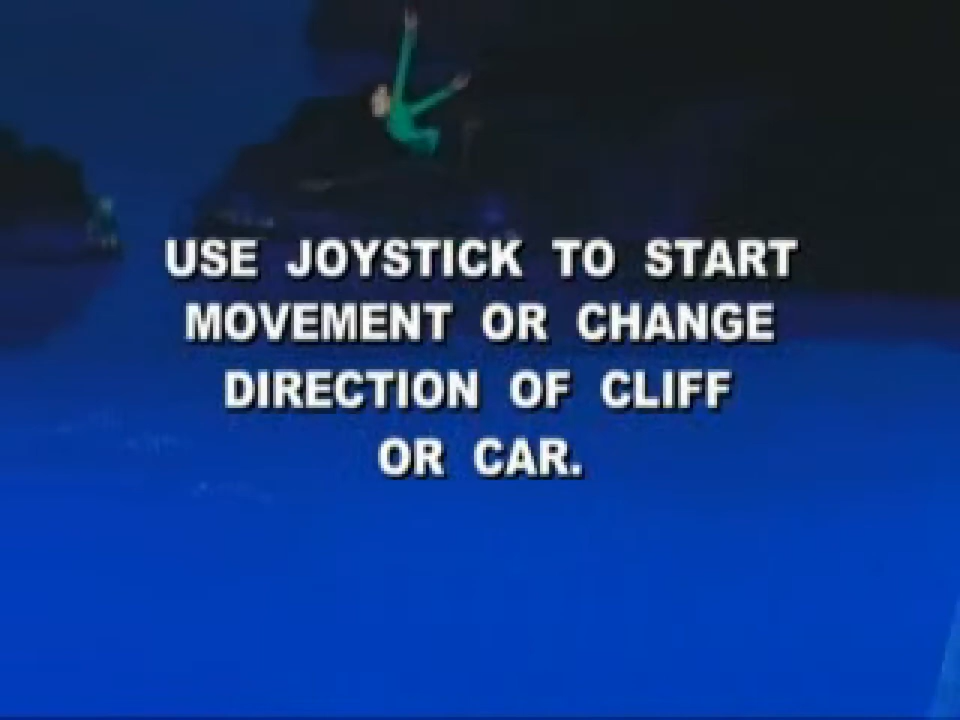 USE JOYSTICK TO START
MOVEMENT OR CHANGE
DIRECTION OF CLIFF
OR CAR.